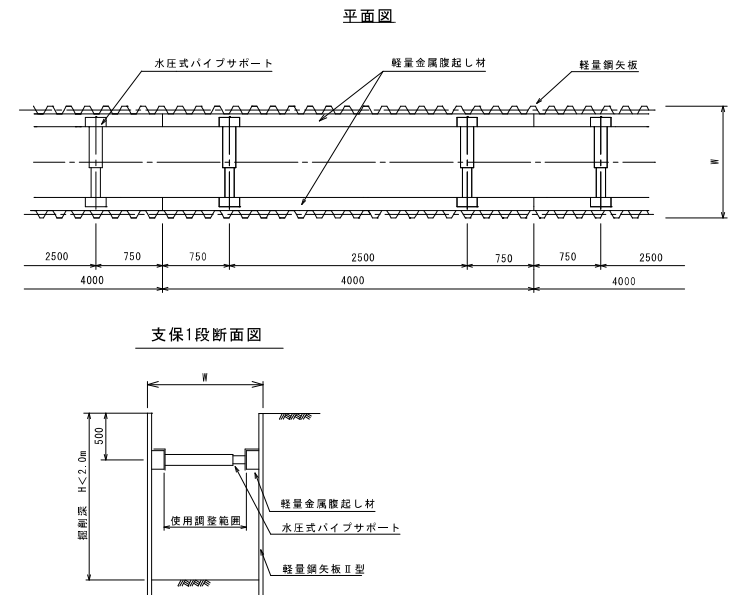 平面図
水圧式パイプサポート
軽量金属腹起し材
軽量鋼矢板
W
2500 750 750 2500 750 750 2500
4000 4000 4000
支保1段断面図
W
500
掘削深 H<2.0m
使用調整範囲
軽量金属腹起し材
水圧式パイプサポート
軽量鋼矢板Ⅱ型